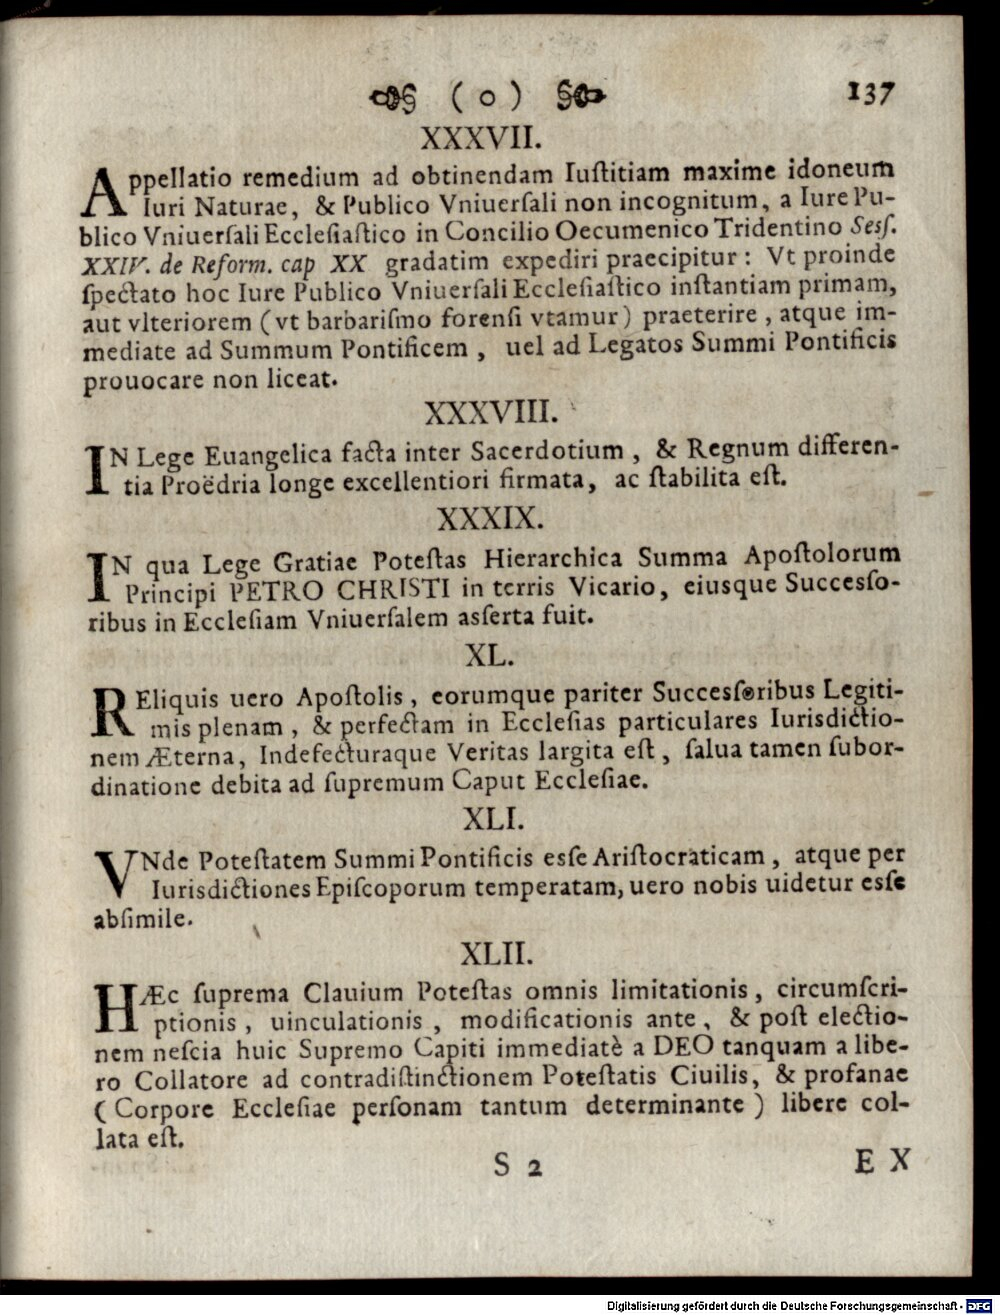 § ( o ) § 137
XXXVII.
Appellatio remedium ad obtinendam Iuſtitiam maxime idoneum
Iuri Naturae, & Publico Vniuerſali non incognitum, a Iure Pu-
blico Vniuerſali Eccleſiaſtico in Concilio Oecumenico Tridentino Sesſ.
XXIV. de Reform. cap XX gradatim expediri praecipitur: Vt proinde
ſpectato hoc Iure Publico Vniuerſali Eccleſiaſtico inſtantiam primam,
aut vlteriorem (vt barbariſmo forenſi vtamur) praeterire, atque im-
mediate ad Summum Pontificem, uel ad Legatos Summi Pontificis
prouocare non liceat.
XXXVIII.
IN Lege Euangelica facta inter Sacerdotium, & Regnum differen-
tia Proëdria longe excellentiori firmata, ac ſtabilita eſt.
XXXIX.
IN qua Lege Gratiae Poteſtas Hierarchica Summa Apoſtolorum
Principi PETRO CHRISTI in terris Vicario, eiusque Succesſo-
ribus in Eccleſiam Vniuerſalem asſerta fuit.
XL.
REliquis uero Apoſtolis, eorumque pariter Succesſoribus Legiti-
mis plenam, & perfectam in Eccleſias particulares Iurisdictio-
nem Æterna, Indefecturaque Veritas largita eſt, ſalua tamen ſubor-
dinatione debita ad ſupremum Caput Eccleſiae.
XLI.
VNde Poteſtatem Summi Pontificis esſe Ariſtocraticam, atque per
Iurisdictiones Epiſcoporum temperatam, uero nobis uidetur esſe
abſimile.
XLII.
HÆc ſuprema Clauium Poteſtas omnis limitationis, circumſcri-
ptionis, uinculationis, modificationis ante, & poſt electio-
nem neſcia huic Supremo Capiti immediatè a DEO tanquam a libe-
ro Collatore ad contradiſtinctionem Poteſtatis Ciuilis, & profanae
(Corpore Eccleſiae perſonam tantum determinante) libere col-
lata eſt.
S 2 EX
Digitalisierung gefördert durch die Deutsche Forschungsgemeinschaft - DFG